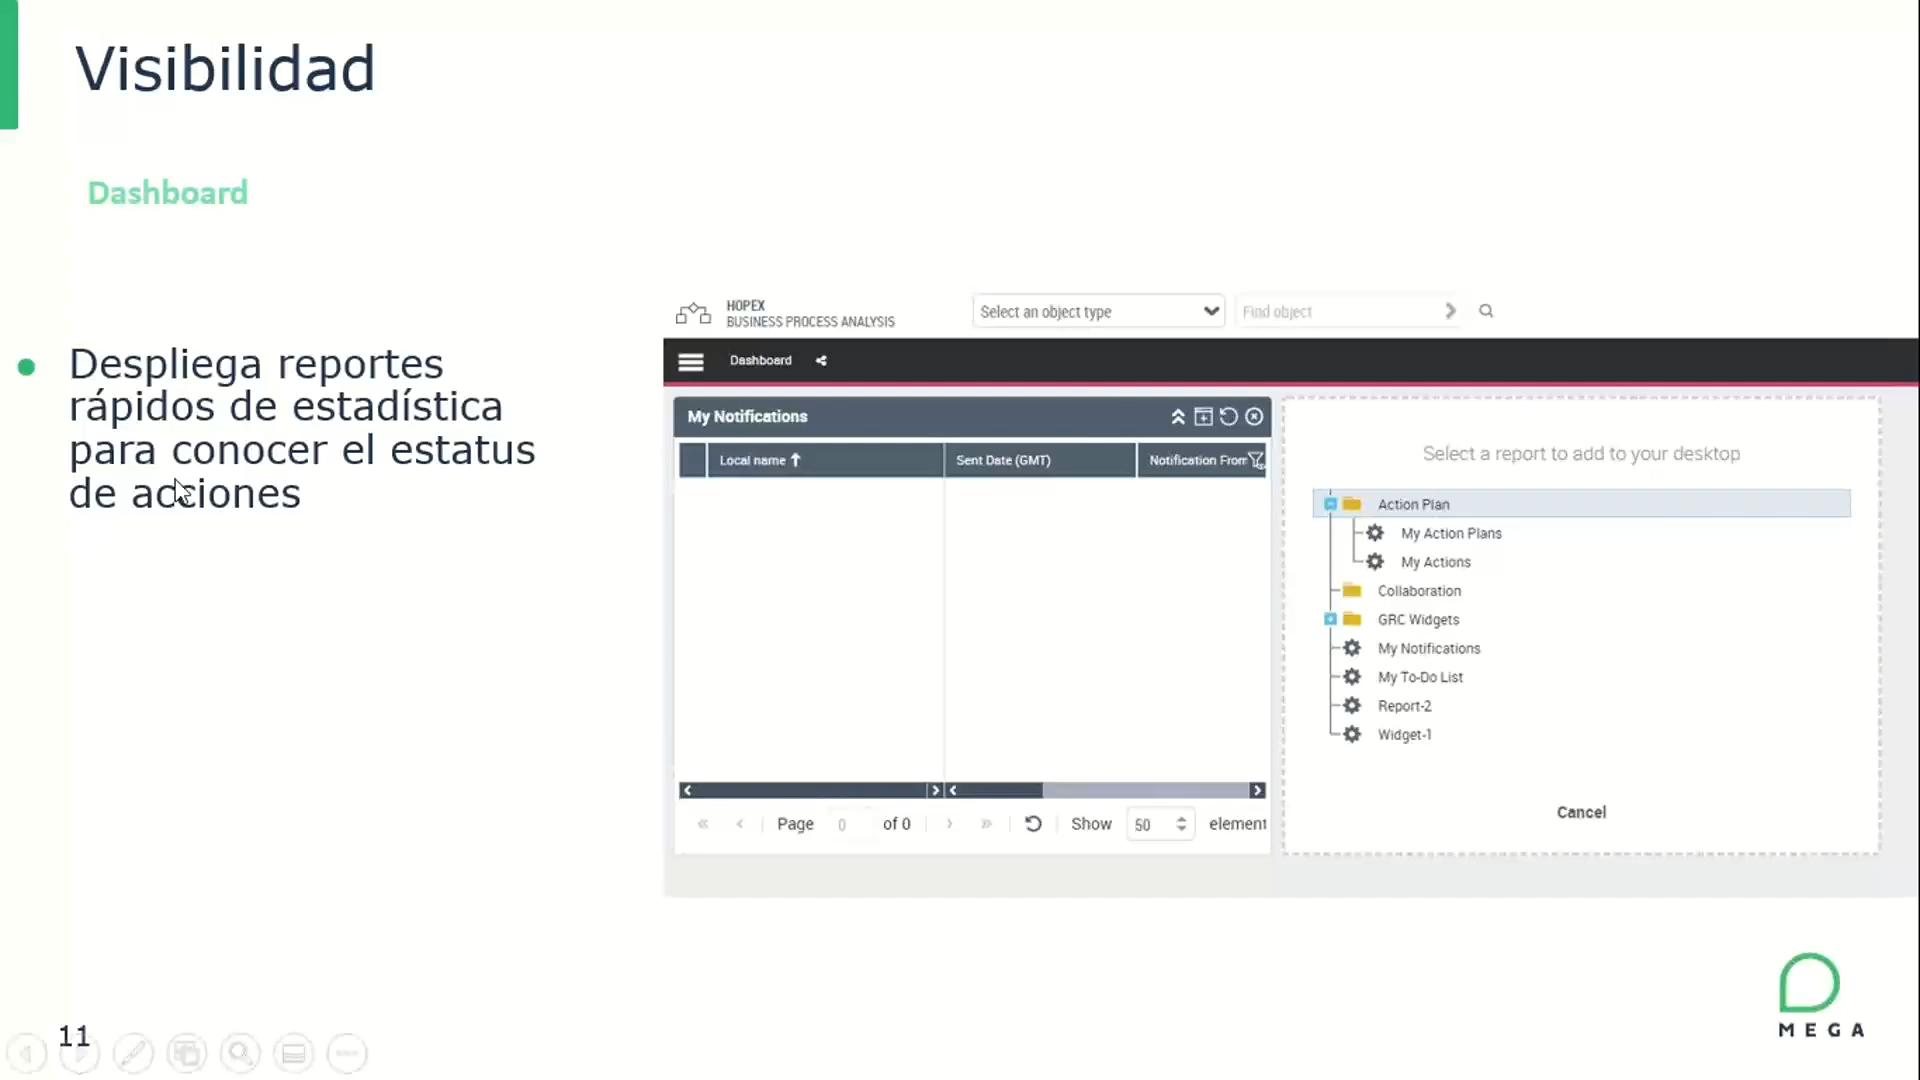 Visibilidad
Dashboard
Despliega reportes
rápidos de estadística
para conocer el estatus
de acciones
HOPEX
BUSINESS PROCESS ANALYSIS
Select an object type
Find object
Dashboard
My Notifications
Local name
Sent Date (GMT)
Notification From
Page 0 of 0
Show 50 element
Select a report to add to your desktop
Action Plan
My Action Plans
My Actions
Collaboration
GRC Widgets
My Notifications
My To-Do List
Report-2
Widget-1
Cancel
11
MEGA